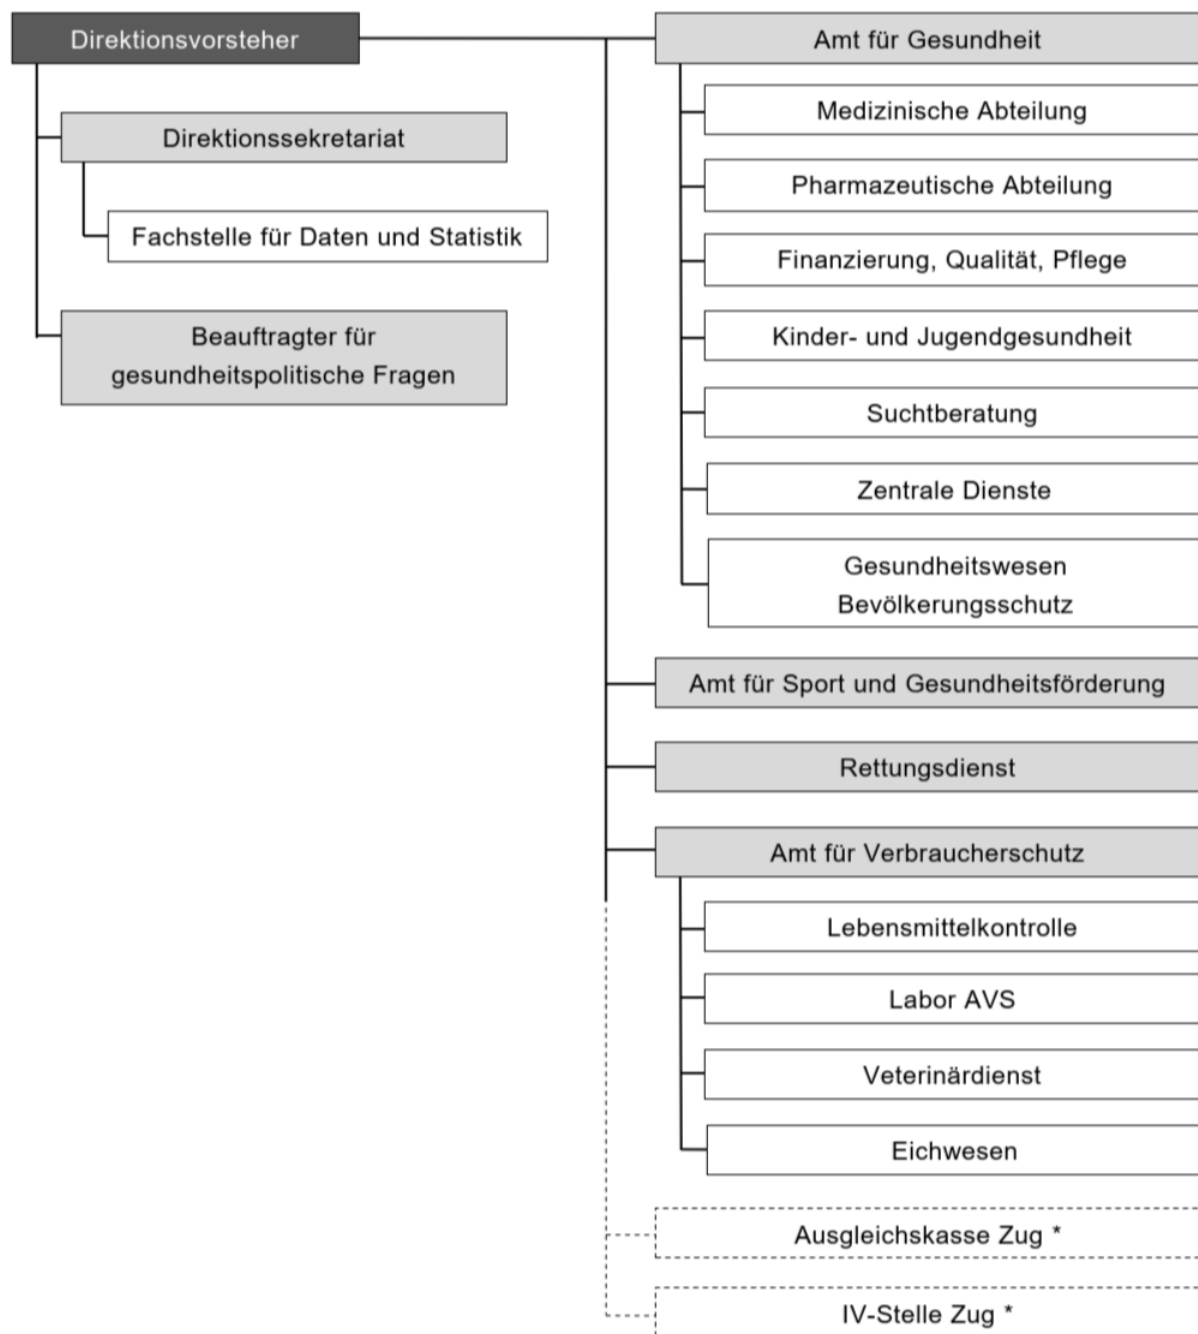 Direktionsvorsteher
Direktionssekretariat
Fachstelle für Daten und Statistik
Beauftragter für
gesundheitspolitische Fragen
Amt für Gesundheit
Medizinische Abteilung
Pharmazeutische Abteilung
Finanzierung, Qualität, Pflege
Kinder- und Jugendgesundheit
Suchtberatung
Zentrale Dienste
Gesundheitswesen
Bevölkerungsschutz
Amt für Sport und Gesundheitsförderung
Rettungsdienst
Amt für Verbraucherschutz
Lebensmittelkontrolle
Labor AVS
Veterinärdienst
Eichwesen
Ausgleichskasse Zug *
IV-Stelle Zug *